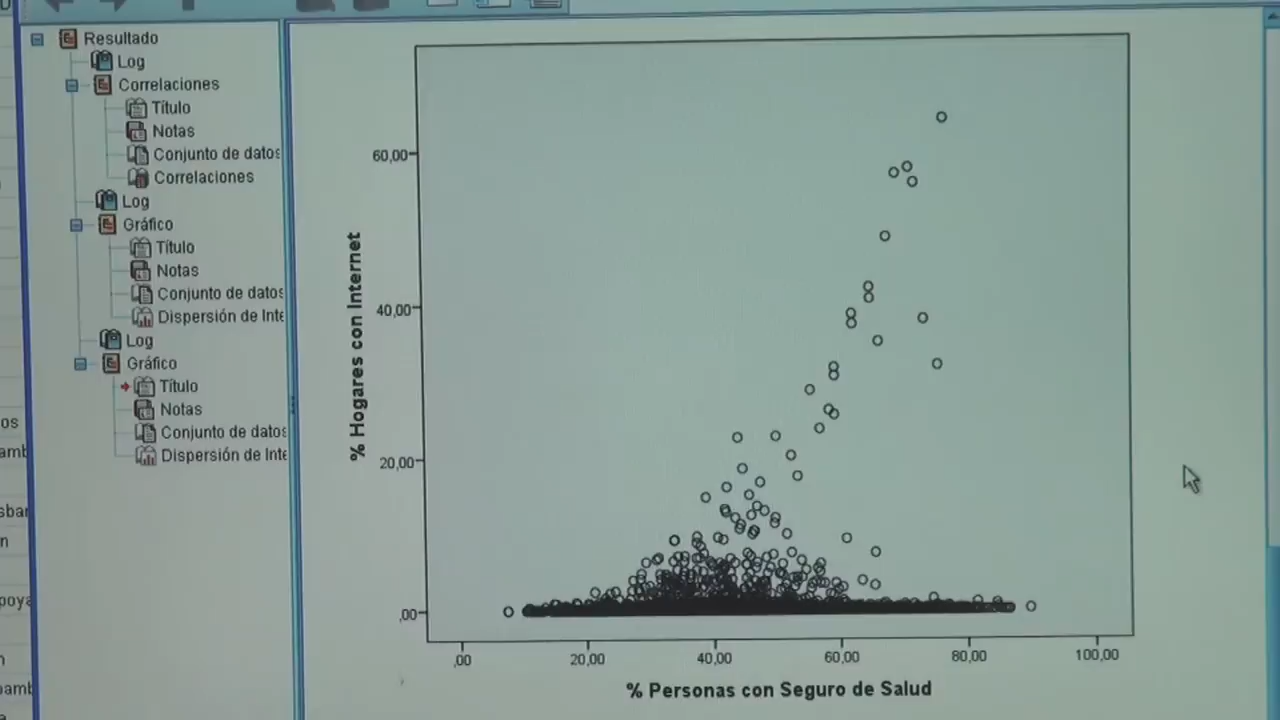 Resultado
Log
Correlaciones
Título
Notas
Conjunto de datos
Correlaciones
Log
Gráfico
Título
Notas
Conjunto de datos
Dispersión de Inte
Log
Gráfico
Título
Notas
Conjunto de datos
Dispersión de Inte
% Hogares con Internet
60,00
40,00
20,00
,00
,00 20,00 40,00 60,00 80,00 100,00
% Personas con Seguro de Salud